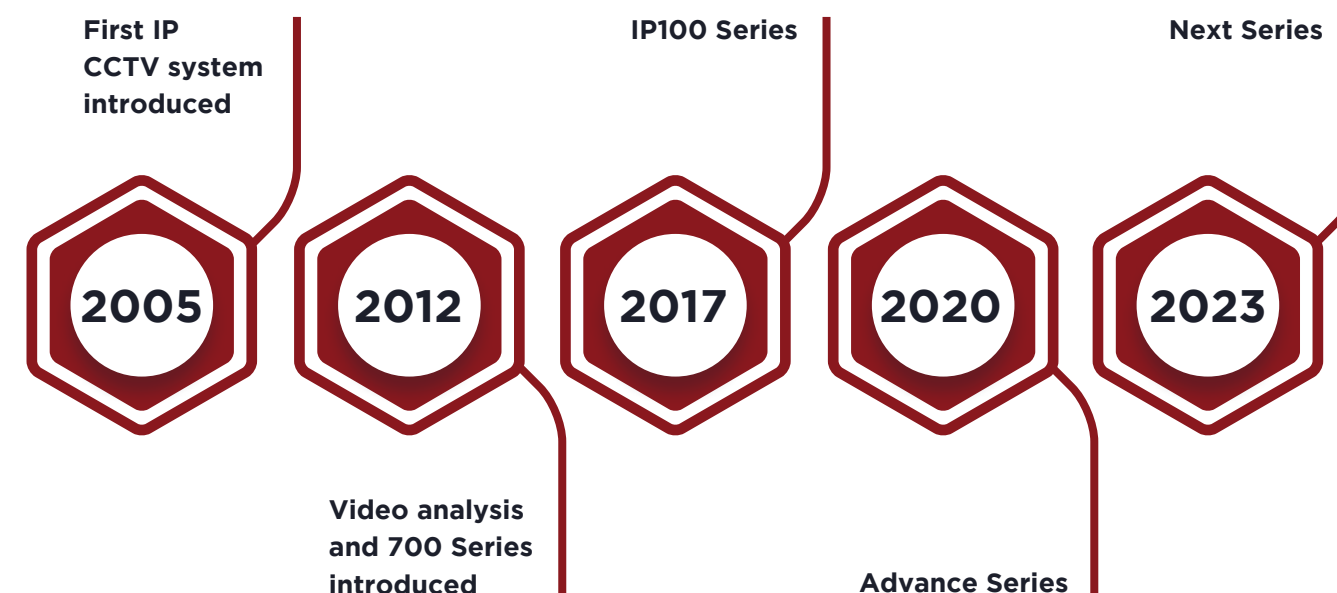 First IP
CCTV system
introduced
IP100 Series
Next Series
2005
2012
2017
2020
2023
Video analysis
and 700 Series
introduced
Advance Series